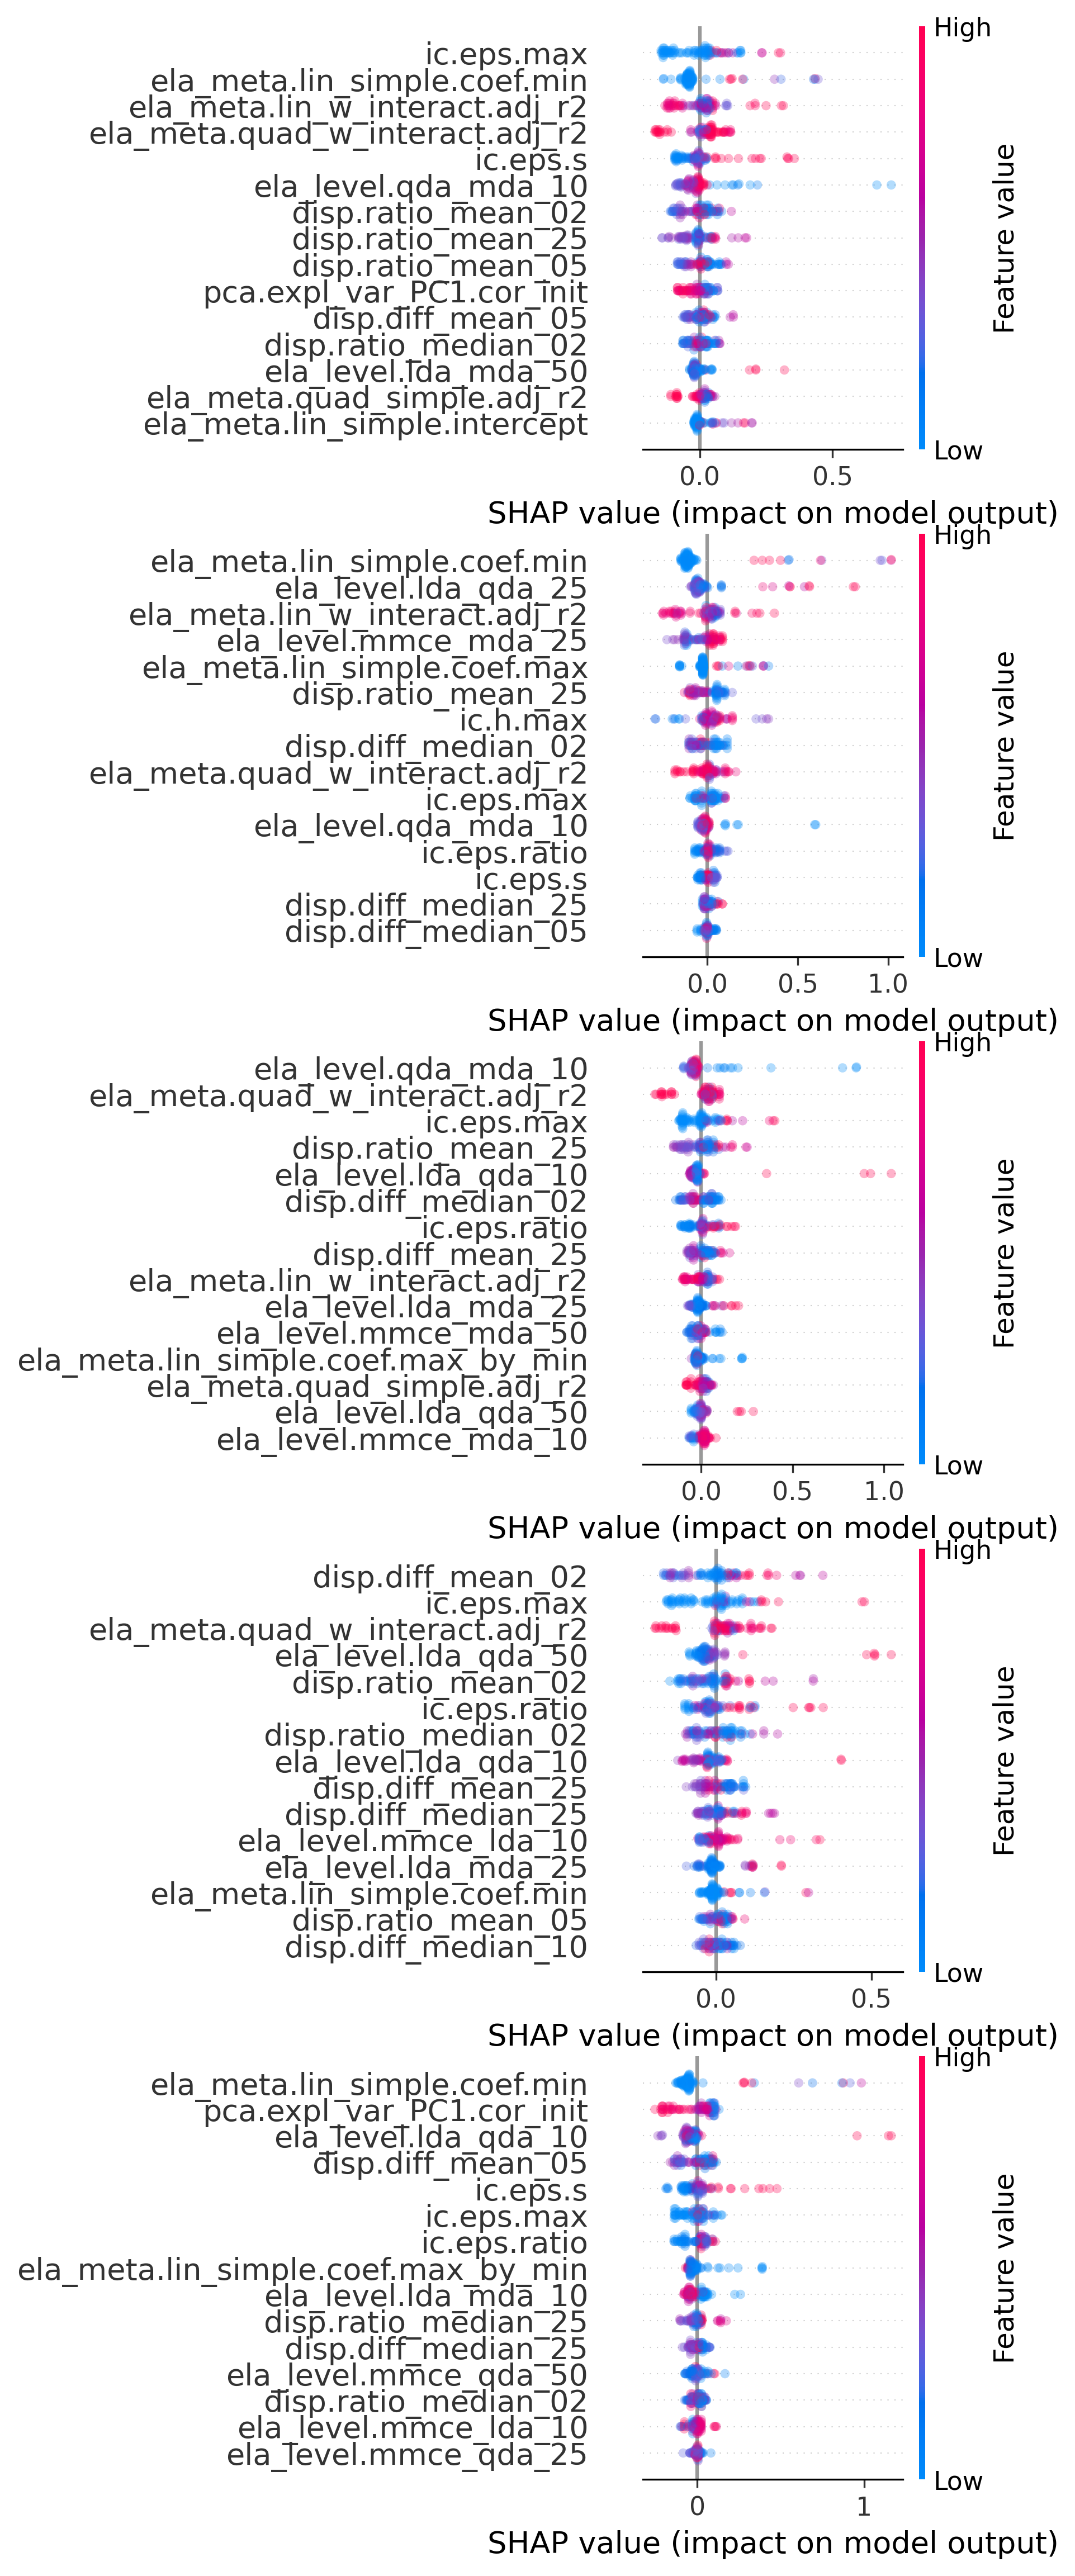 High
ic.eps.max
ela_meta.lin_simple.coef.min
ela_meta.lin_w_interact.adj_r2
ela_meta.quad_w_interact.adj_r2
ic.eps.s
ela_level.qda_mda_10
disp.ratio_mean_02
disp.ratio_mean_25
disp.ratio_mean_05
pca.expl_var_PC1.cor_init
disp.diff_mean_05
disp.ratio_median_02
ela_level.lda_mda_50
ela_meta.quad_simple.adj_r2
ela_meta.lin_simple.intercept
Feature value
Low
0.0 0.5
SHAP value (impact on model output)
High
ela_meta.lin_simple.coef.min
ela_level.lda_qda_25
ela_meta.lin_w_interact.adj_r2
ela_level.mmce_mda_25
ela_meta.lin_simple.coef.max
disp.ratio_mean_25
ic.h.max
disp.diff_median_02
ela_meta.quad_w_interact.adj_r2
ic.eps.max
ela_level.qda_mda_10
ic.eps.ratio
ic.eps.s
disp.diff_median_25
disp.diff_median_05
Feature value
Low
0.0 0.5 1.0
SHAP value (impact on model output)
High
ela_level.qda_mda_10
ela_meta.quad_w_interact.adj_r2
ic.eps.max
disp.ratio_mean_25
ela_level.lda_qda_10
disp.diff_median_02
ic.eps.ratio
disp.diff_mean_25
ela_meta.lin_w_interact.adj_r2
ela_level.lda_mda_25
ela_level.mmce_mda_50
ela_meta.lin_simple.coef.max_by_min
ela_meta.quad_simple.adj_r2
ela_level.lda_qda_50
ela_level.mmce_mda_10
Feature value
Low
0.0 0.5 1.0
SHAP value (impact on model output)
High
disp.diff_mean_02
ic.eps.max
ela_meta.quad_w_interact.adj_r2
ela_level.lda_qda_50
disp.ratio_mean_02
ic.eps.ratio
disp.ratio_median_02
ela_level.lda_qda_10
disp.diff_mean_25
disp.diff_median_25
ela_level.mmce_lda_10
ela_level.lda_mda_25
ela_meta.lin_simple.coef.min
disp.ratio_mean_05
disp.diff_median_10
Feature value
Low
0.0 0.5
SHAP value (impact on model output)
High
ela_meta.lin_simple.coef.min
pca.expl_var_PC1.cor_init
ela_level.lda_qda_10
disp.diff_mean_05
ic.eps.s
ic.eps.max
ic.eps.ratio
ela_meta.lin_simple.coef.max_by_min
ela_level.lda_mda_10
disp.ratio_median_25
disp.diff_median_25
ela_level.mmce_qda_50
disp.ratio_median_02
ela_level.mmce_lda_10
ela_level.mmce_qda_25
Feature value
Low
0 1
SHAP value (impact on model output)